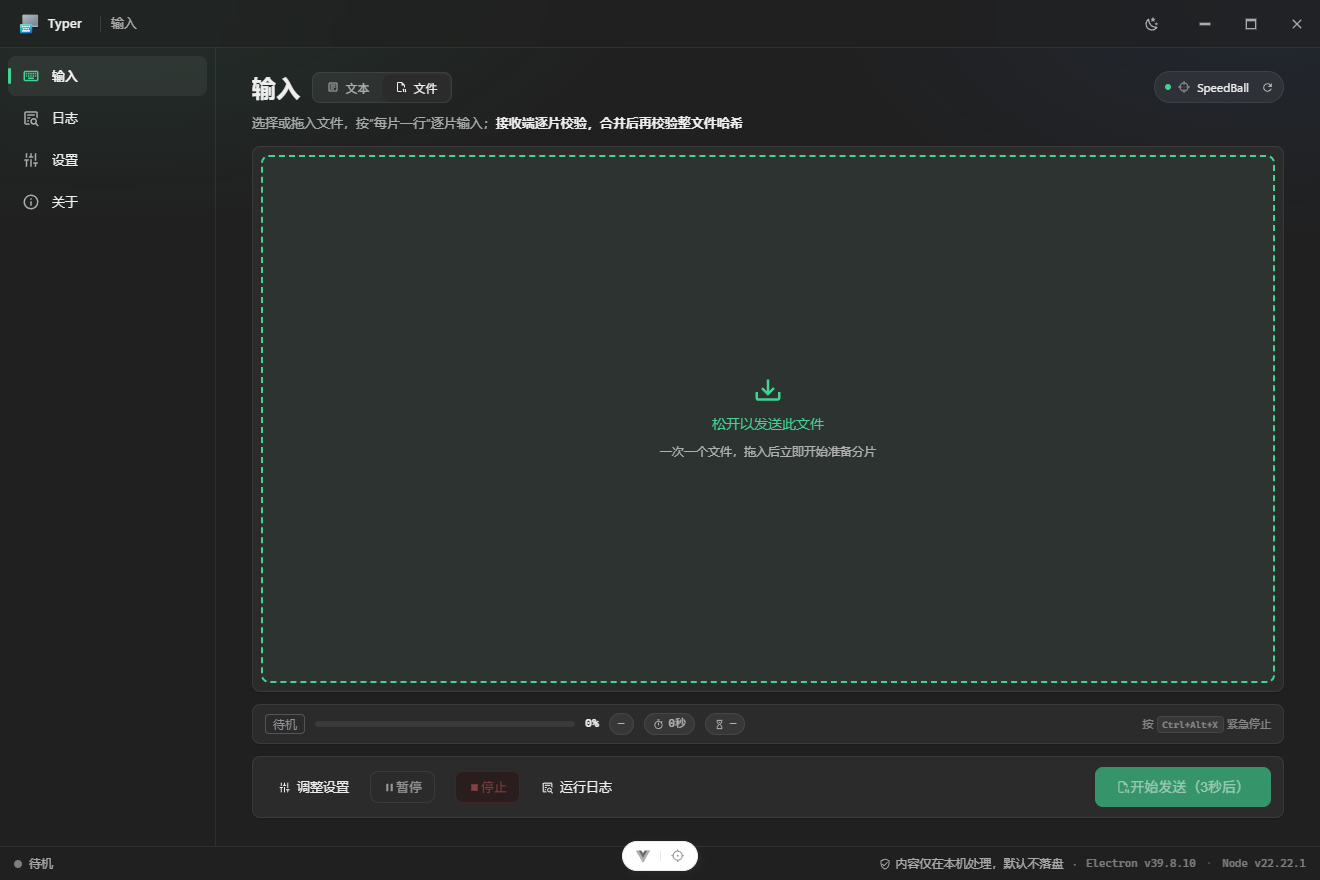 Typer 输入
输入
日志
设置
关于
输入 文本 文件
SpeedBall
选择或拖入文件，按“每片一行”逐片输入；接收端逐片校验，合并后再校验整文件哈希
松开以发送此文件
一次一个文件，拖入后立即开始准备分片
待机 0% — 0秒 — 按 Ctrl+Alt+X 紧急停止
调整设置 暂停 停止 运行日志 开始发送（3秒后）
待机 内容仅在本机处理，默认不落盘 · Electron v39.8.10 · Node v22.22.1